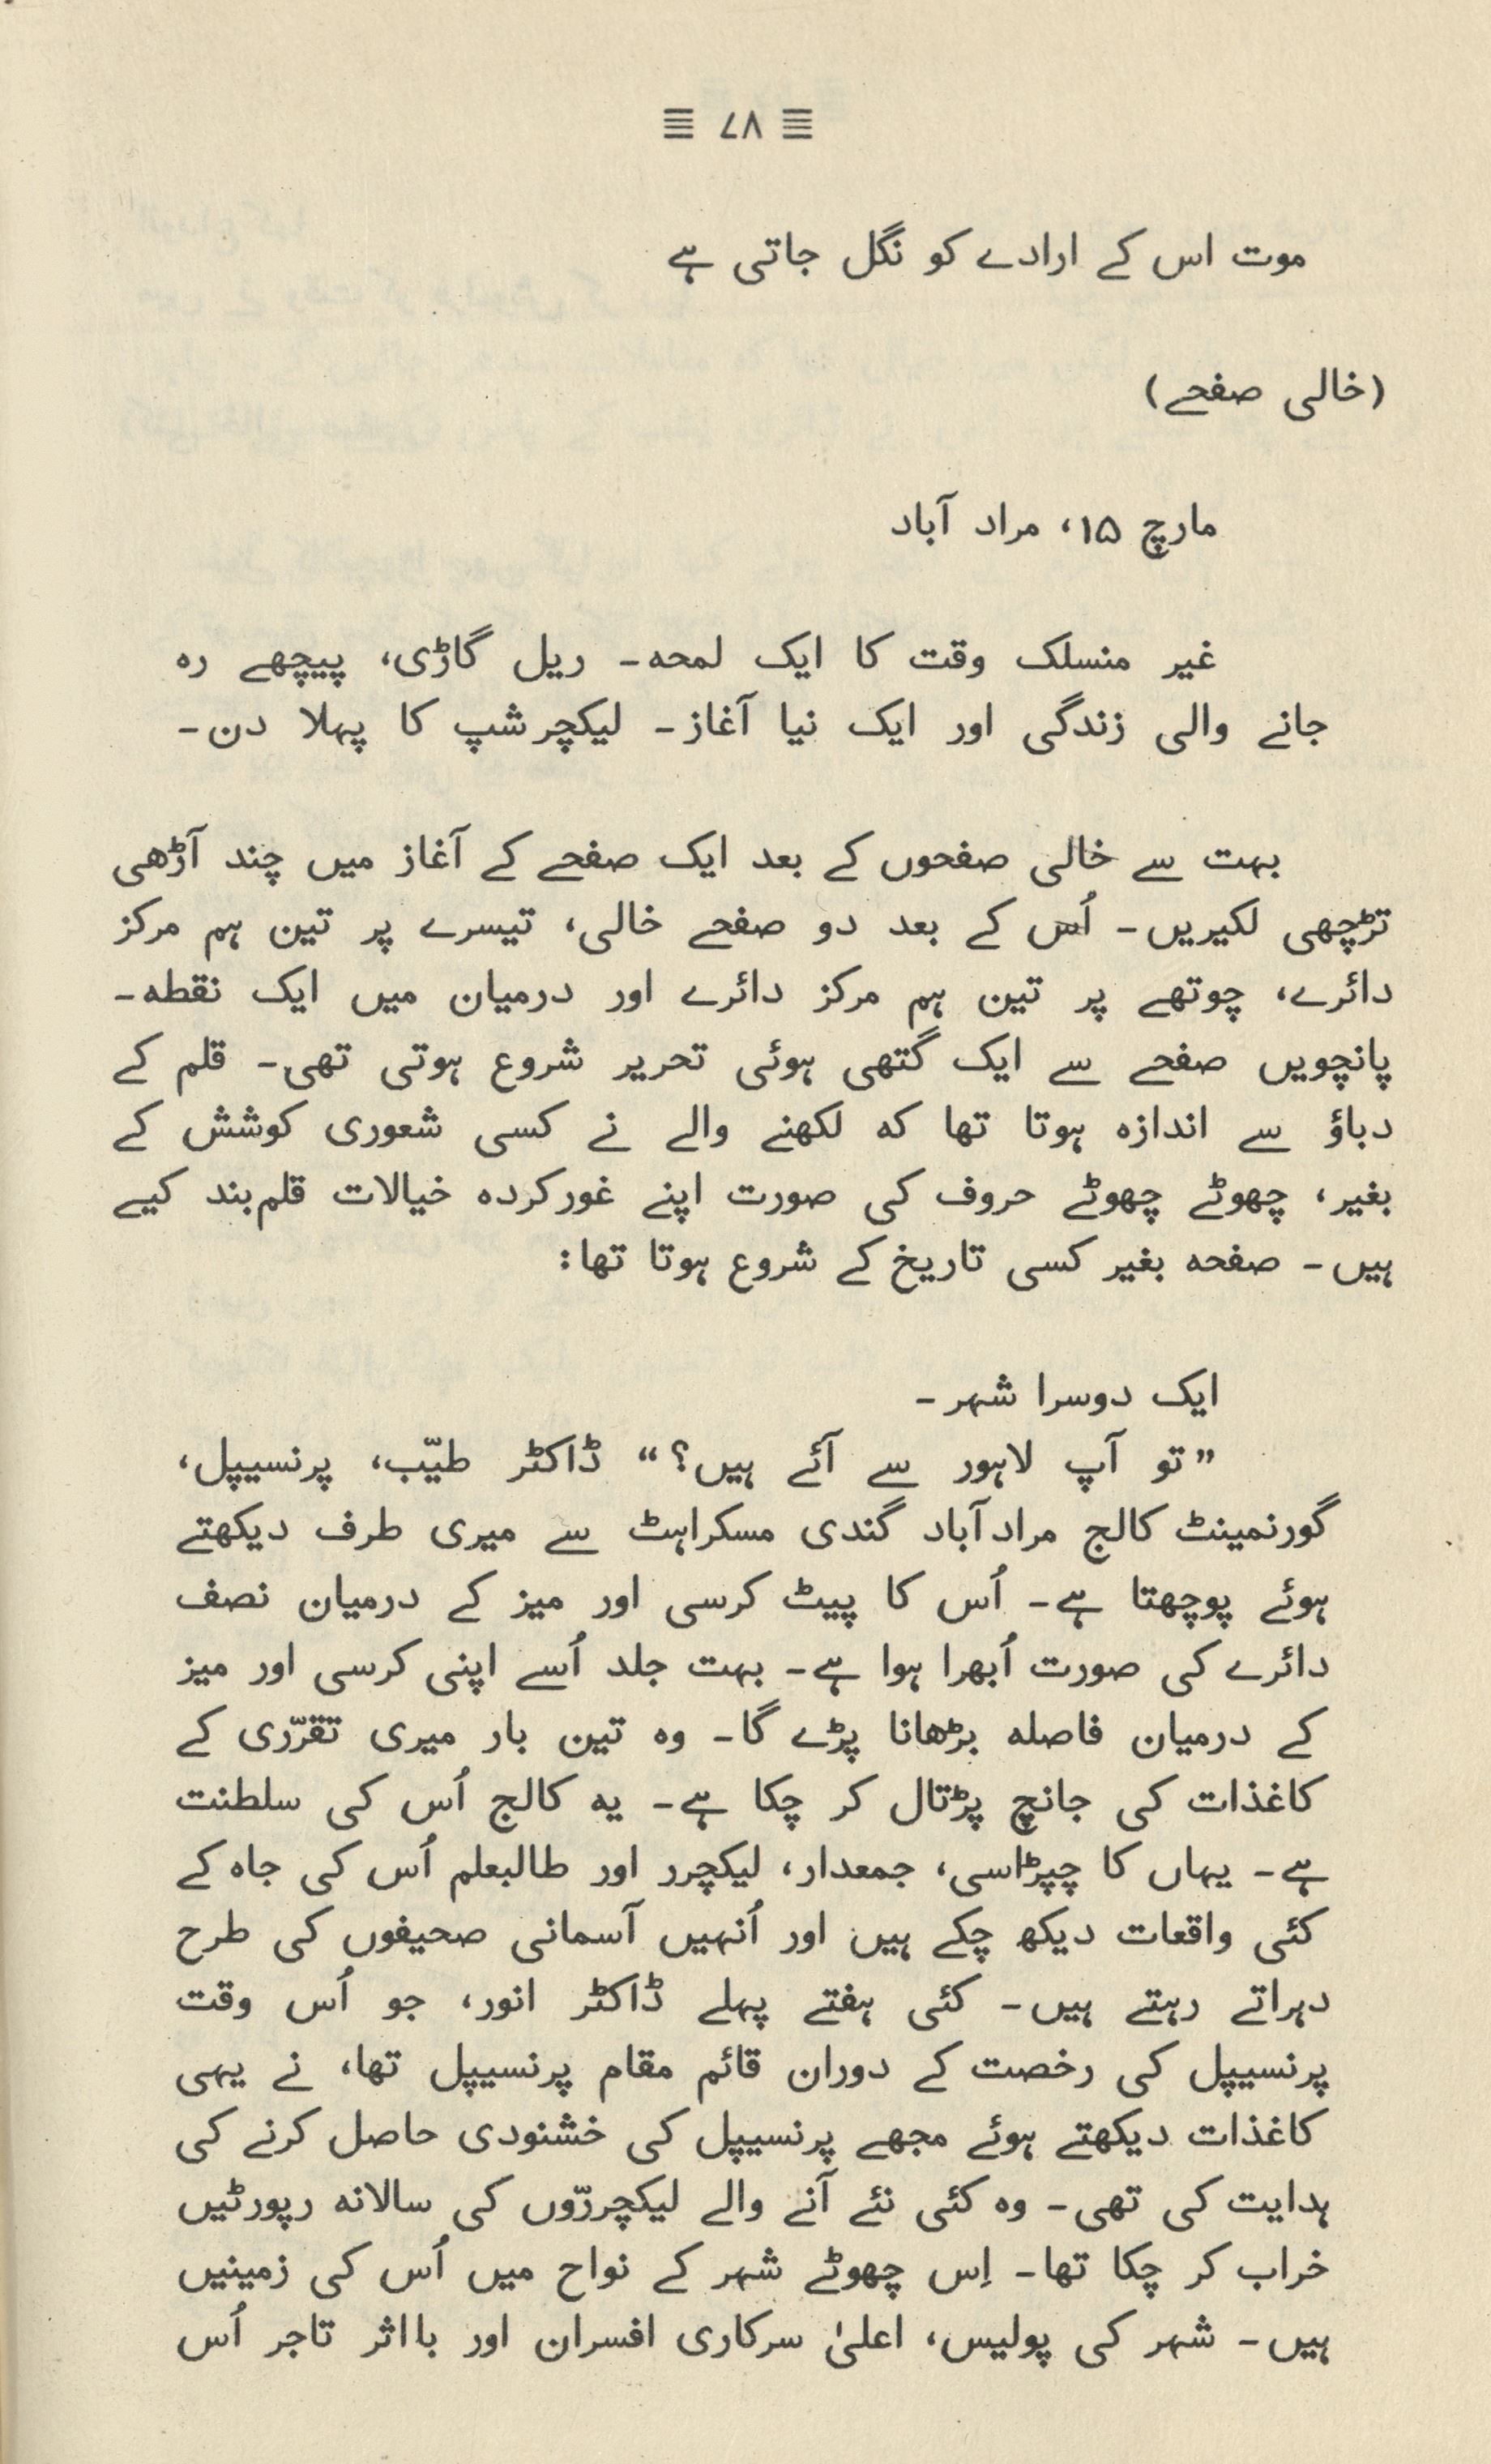 ≣ ۷۸ ≣
موت اس کے ارادے کو نگل جاتی ہے
(خالی صفحے)
مارچ ۱۵، مراد آباد
غیر منسلک وقت کا ایک لمحہ۔ ریل گاڑی، پیچھے رہ
جانے والی زندگی اور ایک نیا آغاز۔ لیکچر شپ کا پہلا دن۔
بہت سے خالی صفحوں کے بعد ایک صفحے کے آغاز میں چند آڑھی
تڑچھی لکیریں۔ اُس کے بعد دو صفحے خالی، تیسرے پر تین ہم مرکز
دائرے، چوتھے پر تین ہم مرکز دائرے اور درمیان میں ایک نقطہ۔
پانچویں صفحے سے ایک گتھی ہوئی تحریر شروع ہوتی تھی۔ قلم کے
دباؤ سے اندازہ ہوتا تھا کہ لکھنے والے نے کسی شعوری کوشش کے
بغیر، چھوٹے چھوٹے حروف کی صورت اپنے غورکردہ خیالات قلم‌بند کیے
ہیں۔ صفحہ بغیر کسی تاریخ کے شروع ہوتا تھا:
ایک دوسرا شہر۔
”تو آپ لاہور سے آئے ہیں؟“ ڈاکٹر طیّب، پرنسیپل،
گورنمینٹ کالج مرادآباد گندی مسکراہٹ سے میری طرف دیکھتے
ہوئے پوچھتا ہے۔ اُس کا پیٹ کرسی اور میز کے درمیان نصف
دائرے کی صورت اُبھرا ہوا ہے۔ بہت جلد اُسے اپنی کرسی اور میز
کے درمیان فاصلہ بڑھانا پڑے گا۔ وہ تین بار میری تقرّری کے
کاغذات کی جانچ پڑتال کر چکا ہے۔ یہ کالج اُس کی سلطنت
ہے۔ یہاں کا چپڑاسی، جمعدار، لیکچرر اور طالبعلم اُس کی جاہ کے
کئی واقعات دیکھ چکے ہیں اور اُنہیں آسمانی صحیفوں کی طرح
دہراتے رہتے ہیں۔ کئی ہفتے پہلے ڈاکٹر انور، جو اُس وقت
پرنسیپل کی رخصت کے دوران قائم مقام پرنسیپل تھا، نے یہی
کاغذات دیکھتے ہوئے مجھے پرنسیپل کی خشنودی حاصل کرنے کی
ہدایت کی تھی۔ وہ کئی نئے آنے والے لیکچررّوں کی سالانہ رپورٹیں
خراب کر چکا تھا۔ اِس چھوٹے شہر کے نواح میں اُس کی زمینیں
ہیں۔ شہر کی پولیس، اعلیٰ سرکاری افسران اور بااثر تاجر اُس